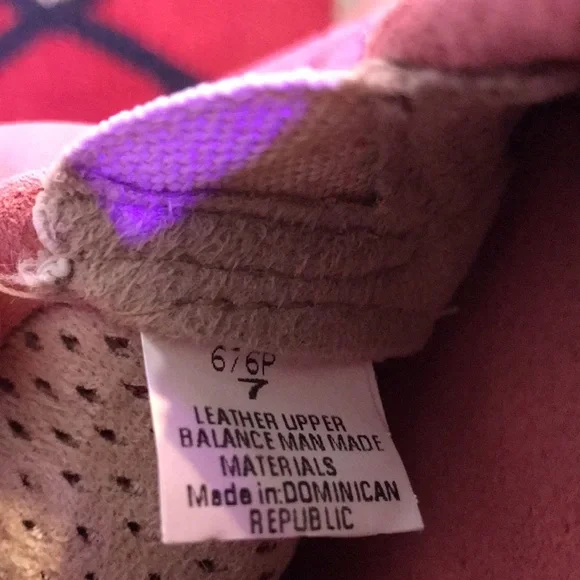 676P
7
LEATHER UPPER
BALANCE MAN MADE
MATERIALS
Made in:DOMINICAN
REPUBLIC